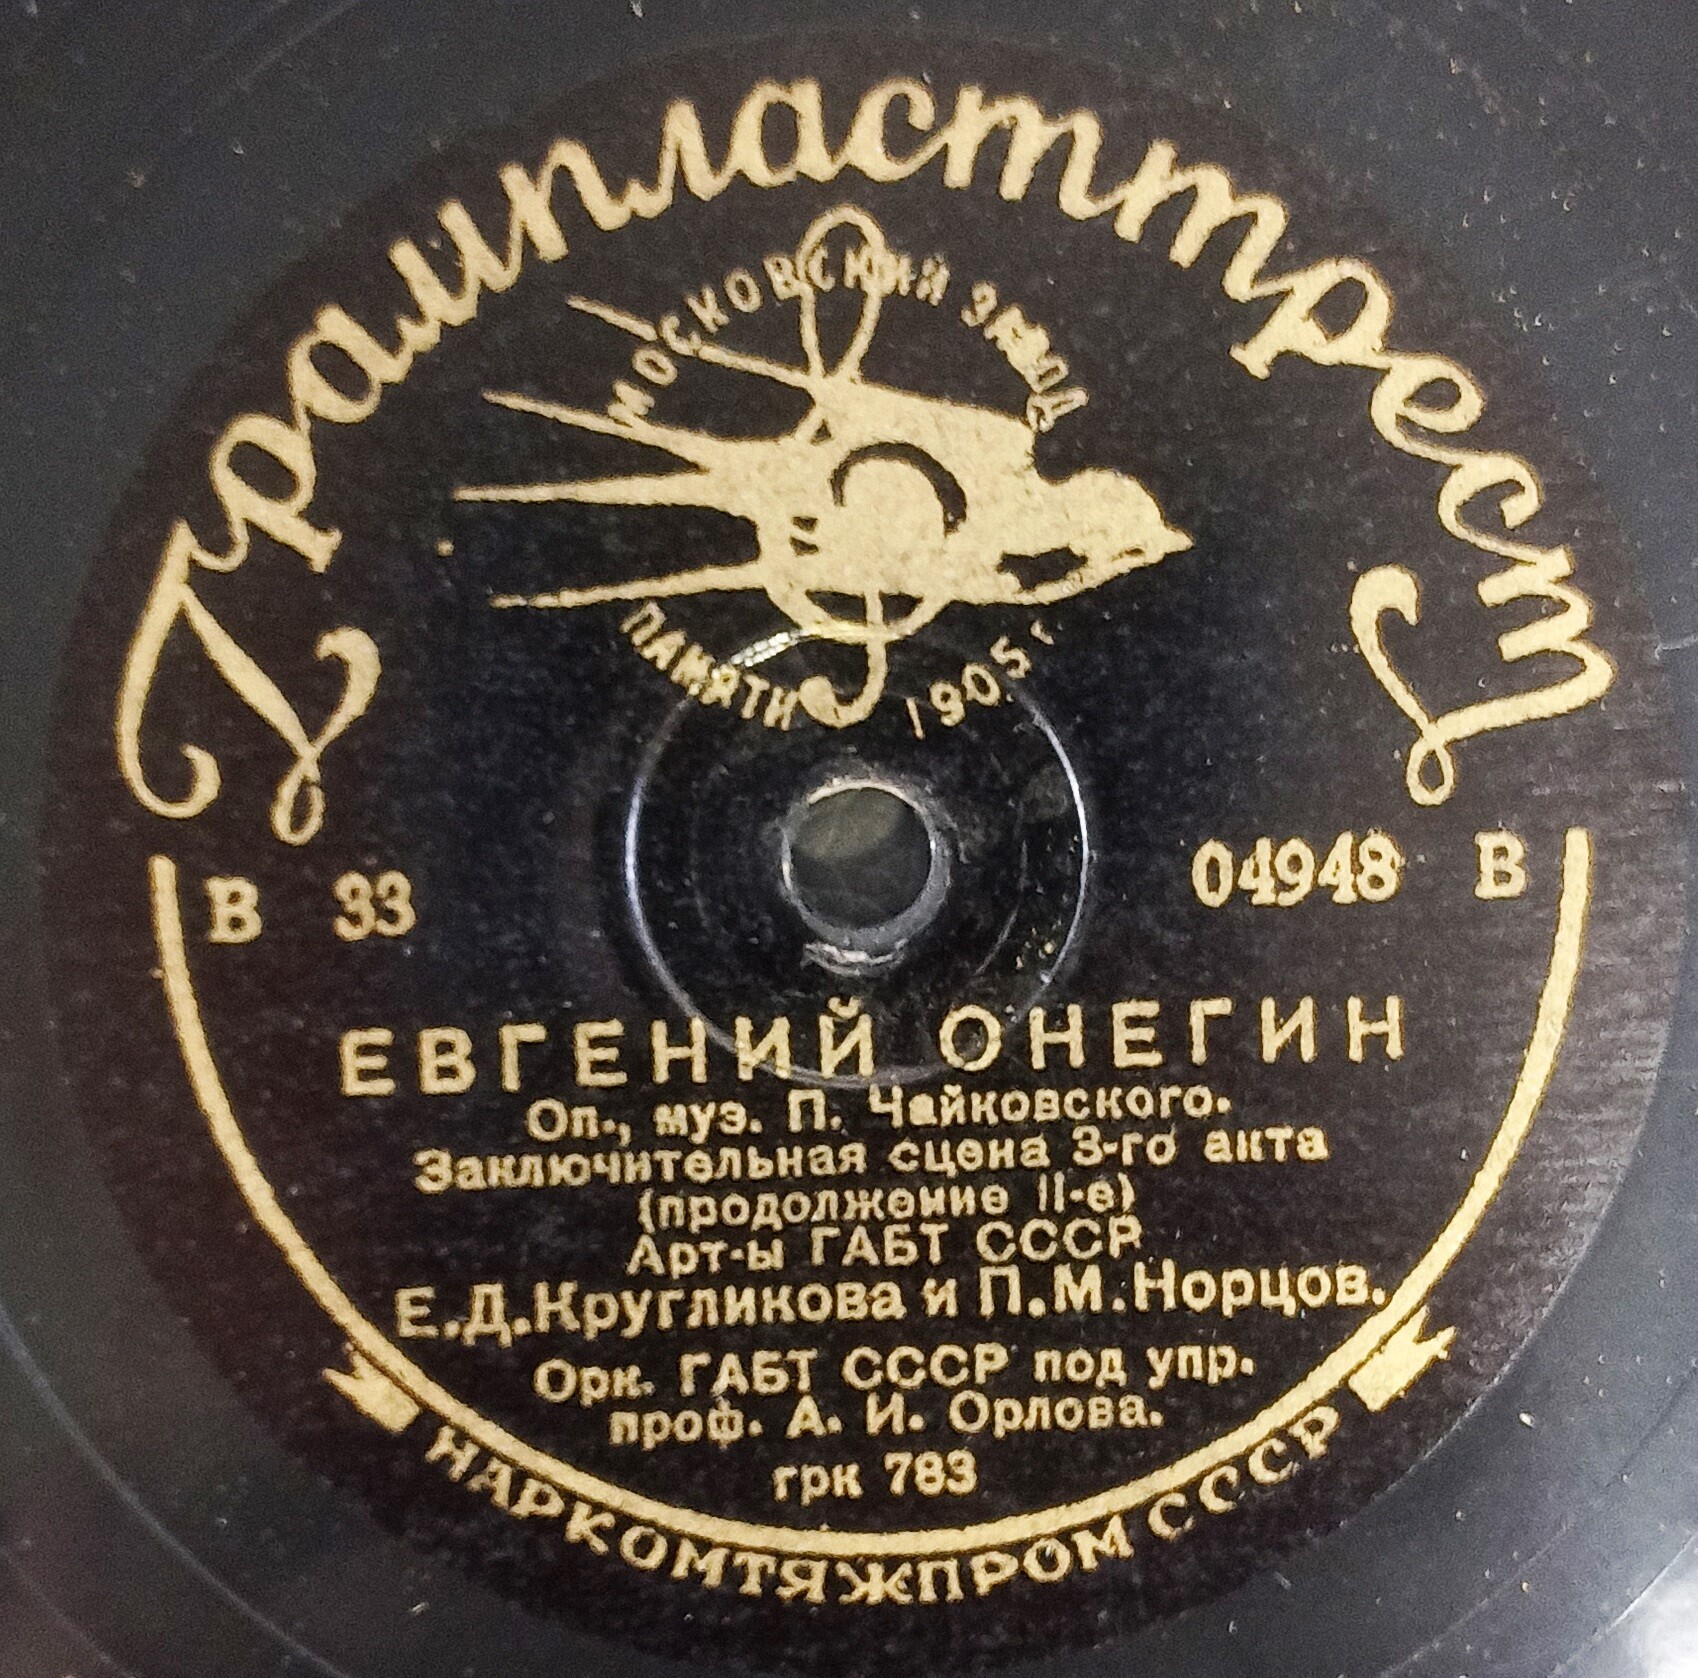 Грампласттрест
МОСКОВСКИЙ ЗАВОД
ПАМЯТИ 1905 г
В 33 04948 В
ЕВГЕНИЙ ОНЕГИН
Оп., муз. П. Чайковского.
Заключительная сцена 3-го акта
(продолжение II-е)
Арт-ы ГАБТ СССР
Е.Д.Кругликова и П.М.Норцов.
Орк. ГАБТ СССР под упр.
проф. А. И. Орлова.
грк 783
НАРКОМТЯЖПРОМ СССР